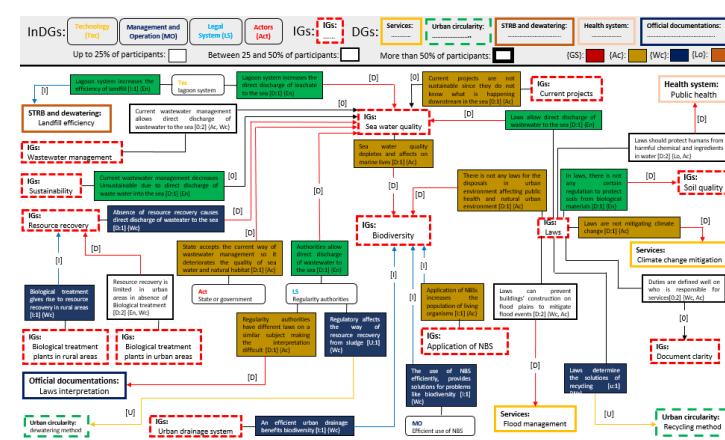 InDGs:
Technology
(Tec)
Management and
Operation (MO)
Legal
System (LS)
Actors
(Act)
IGs:
IGs:
DGs:
Services:
Urban circularity:
STRB and dewatering:
Health system:
Official documentations:
Up to 25% of participants:
Between 25 and 50% of participants:
More than 50% of participants:
{GS}:
{Ac}:
{Wc}:
{Lo}:
Lagoon system increases the
efficiency of landfill [I:1] {En}
Tec
lagoon system
Lagoon system increases the
direct discharge of leachate
to the sea [D:1] {En}
Current projects are not
sustainable since they do not
know what is happening
downstream in the sea [D:1] {Ac}
IGs:
Current projects
Health system:
Public health
[I]
[D]
[0]
[D]
STRB and dewatering:
Landfill efficiency
Current wastewater management
allows direct discharge of
wastewater to the sea [D:2] {Ac, Wc}
[0]
IGs:
Sea water quality
[D]
Laws allow direct discharge of
wastewater to the sea [D:1] {En}
IGs:
Wastewater management
Sea water quality
depletes and affects on
marine lives [D:1] {Ac}
Laws should protect humans from
harmful chemical and ingredients
in water [D:2] {Lo, Ac}
IGs:
Sustainability
Current wastewater management decreases
Unsustainable due to direct discharge of
waste water into the sea [D:1] {En}
[0]
[D]
[D]
There is not any laws for the
disposals in urban
environment affecting public
health and natural urban
environment [D:1] {Ac}
In laws, there is not
any certain
regulation to protect
soils from biological
materials [D:1] {En}
[D]
IGs:
Soil quality
IGs:
Resource recovery
Absence of resource recovery causes
direct discharge of wastewater to the sea
[D:1] {Wc}
[D]
IGs:
Biodiversity
IGs:
Laws
Laws are not mitigating climate
change [D:1] {Ac}
[D]
[I]
[D]
State accepts the current way of
wastewater management so it
deteriorates the quality of sea
water and natural habitat [D:1] {Ac}
Authorities allow
direct discharge of
wastewater to the
sea [D:1] {En}
[I]
[I]
Services:
Climate change mitigation
Biological treatment
gives rise to resource
recovery in rural areas
[I:1] {Wc}
Resource recovery is
limited in urban
areas in absence of
Biological treatment
[D:2] {En, Wc}
Act
State or government
LS
Regularity authorities
Application of NBSs
increases the
population of living
organisms [I:1] {Ac}
Laws can prevent
buildings' construction on
flood plains to mitigate
flood events [D:2] {Wc, Ac}
Duties are defined well on
who is responsible for
services[0:2] {Wc, Ac}
[0]
IGs:
Biological treatment
plants in rural areas
IGs:
Biological treatment
plants in urban areas
Regularity authorities
have different laws on a
similar subject making
the interpretation
difficult [D:1] {Ac}
Regulatory affects
the way of
resource recovery
from sludge [U:1]
{Wc}
[I]
IGs:
Application of NBS
[D]
IGs:
Document clarity
Official documentations:
Laws interpretation
[D]
The use of NBS
efficiently, provides
solutions for problems
like biodiversity [I:1]
{Wc}
Laws determine
the solutions of
recycling [u:1]
[U]
Urban circularity:
dewatering method
IGs:
Urban drainage system
An efficient urban drainage
benefits biodiversity [I:1] {Wc}
[I]
MO
Efficient use of NBS
Services:
Flood management
[U]
Urban circularity:
Recycling method